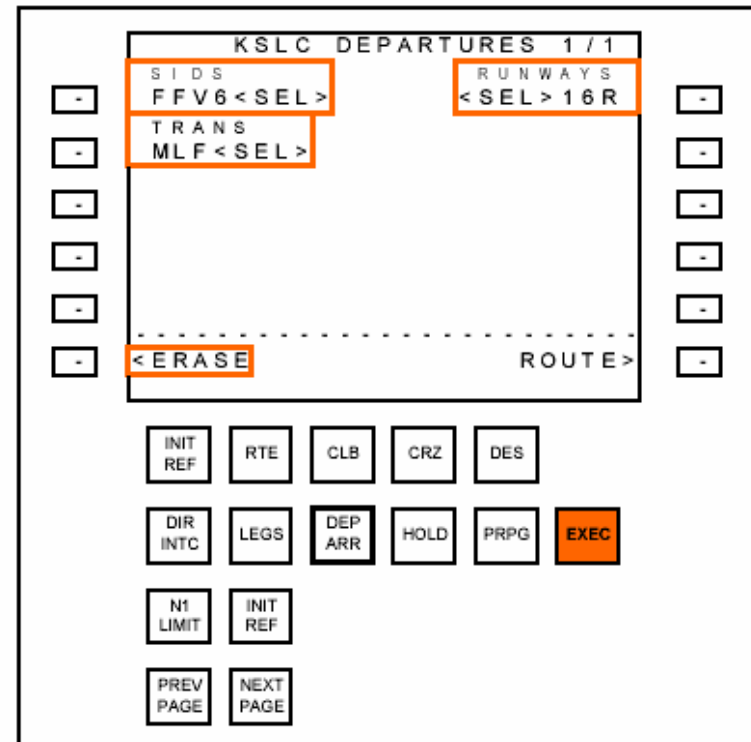 KSLC DEPARTURES 1/1
SIDS RUNWAYS
FFV6<SEL> <SEL>16R
TRANS
MLF<SEL>
- - - - - - - - - - - - - - - - - - - - - - - -
<ERASE ROUTE>
INIT REF RTE CLB CRZ DES
DIR INTC LEGS DEP ARR HOLD PRPG EXEC
N1 LIMIT INIT REF
PREV PAGE NEXT PAGE